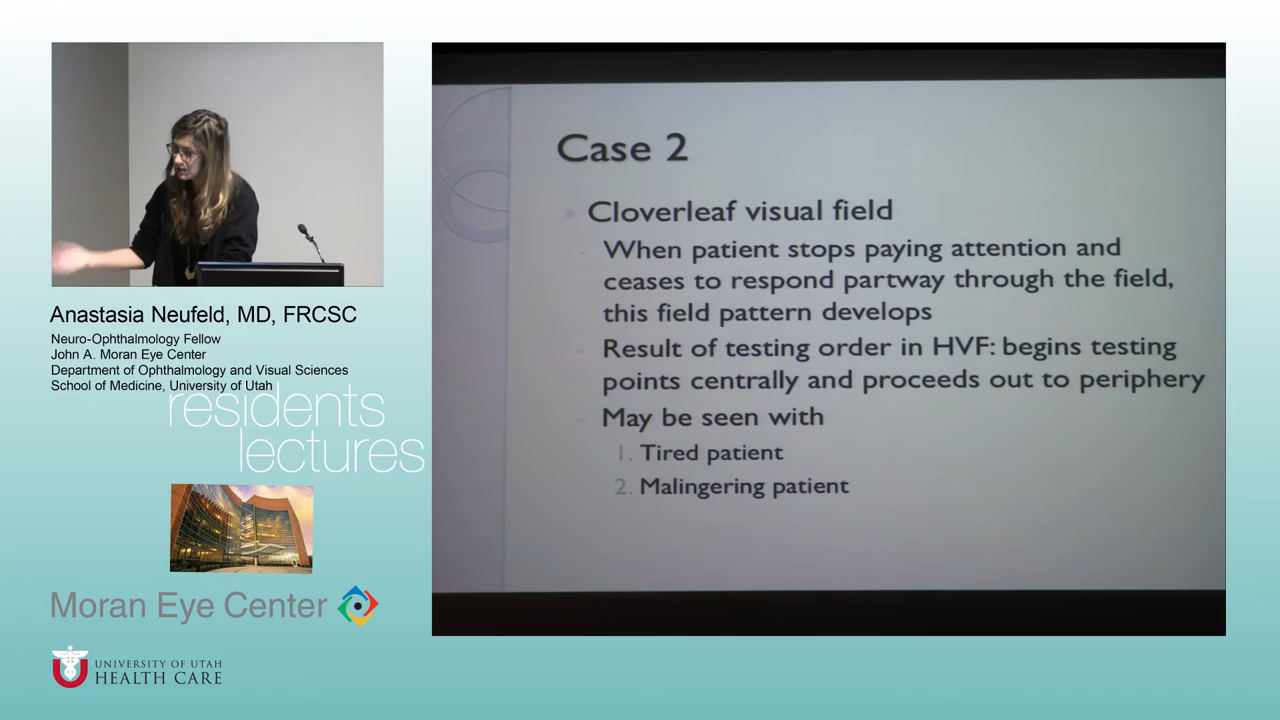 Anastasia Neufeld, MD, FRCSC
Neuro-Ophthalmology Fellow
John A. Moran Eye Center
Department of Ophthalmology and Visual Sciences
School of Medicine, University of Utah
residents
lectures
Moran Eye Center
UNIVERSITY OF UTAH
HEALTH CARE
Case 2
Cloverleaf visual field
- When patient stops paying attention and
ceases to respond partway through the field,
this field pattern develops
- Result of testing order in HVF: begins testing
points centrally and proceeds out to periphery
- May be seen with
1. Tired patient
2. Malingering patient